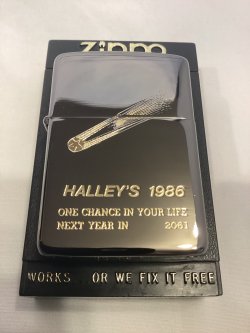 zippo
HALLEY'S 1986
ONE CHANCE IN YOUR LIFE
NEXT YEAR IN 2061
WORKS OR WE FIX IT FREE